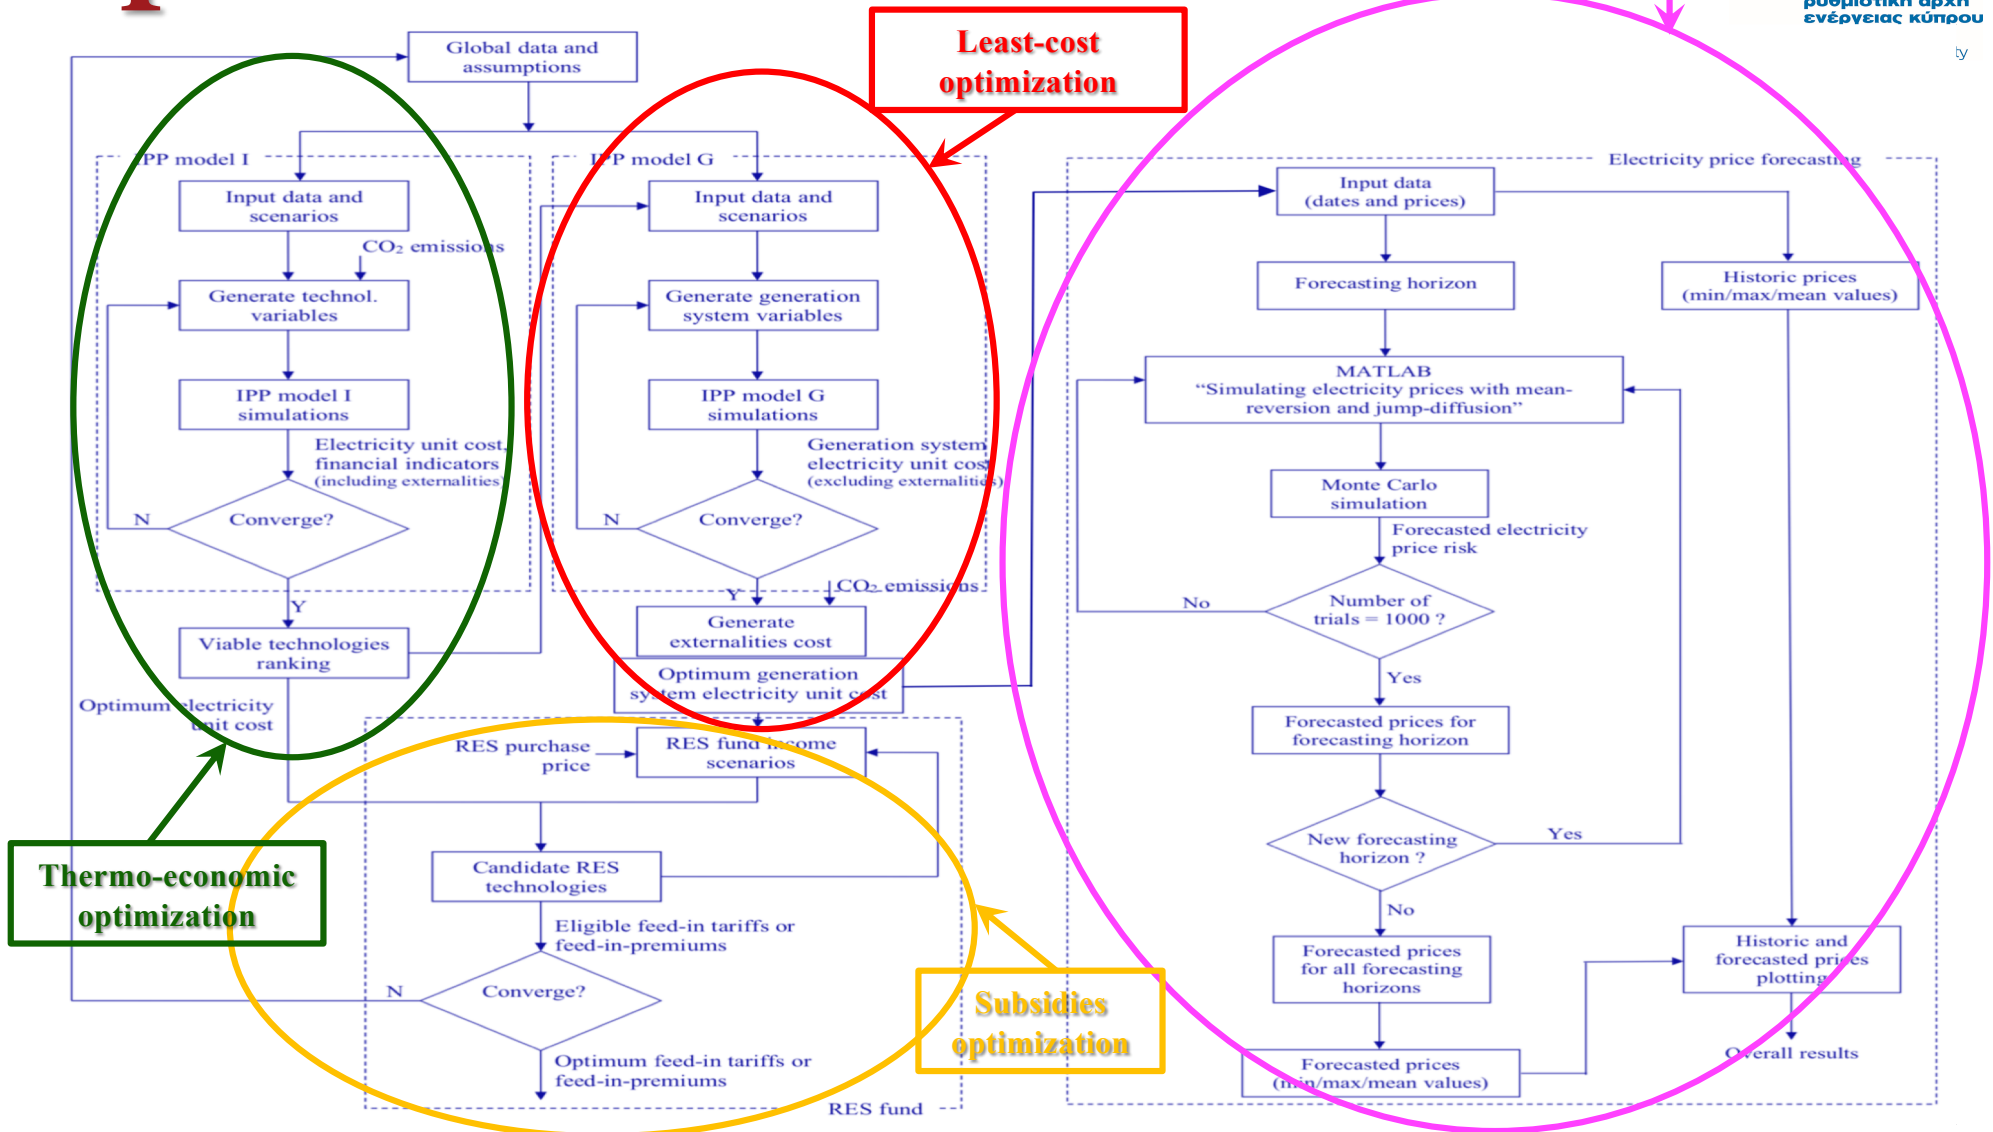 ρυθμιστική αρχή
ενέργειας κύπρου
ty
Global data and
assumptions
Least-cost
optimization
IPP model I
Input data and
scenarios
CO₂ emissions
Generate technol.
variables
IPP model I
simulations
Electricity unit cost,
financial indicators
(including externalities)
Converge?
N
Y
Viable technologies
ranking
Optimum electricity
unit cost
Thermo-economic
optimization
IPP model G
Input data and
scenarios
Generate generation
system variables
IPP model G
simulations
Generation system
electricity unit cost
(excluding externalities)
Converge?
N
Y
CO₂ emissions
Generate
externalities cost
Optimum generation
system electricity unit cost
RES purchase
price
RES fund income
scenarios
Candidate RES
technologies
Eligible feed-in tariffs or
feed-in-premiums
Converge?
N
Optimum feed-in tariffs or
feed-in-premiums
RES fund
Subsidies
optimization
Electricity price forecasting
Input data
(dates and prices)
Forecasting horizon
Historic prices
(min/max/mean values)
MATLAB
“Simulating electricity prices with mean-
reversion and jump-diffusion”
Monte Carlo
simulation
Forecasted electricity
price risk
Number of
trials = 1000 ?
No
Yes
Forecasted prices for
forecasting horizon
New forecasting
horizon ?
Yes
No
Forecasted prices
for all forecasting
horizons
Forecasted prices
(min/max/mean values)
Historic and
forecasted prices
plotting
Overall results